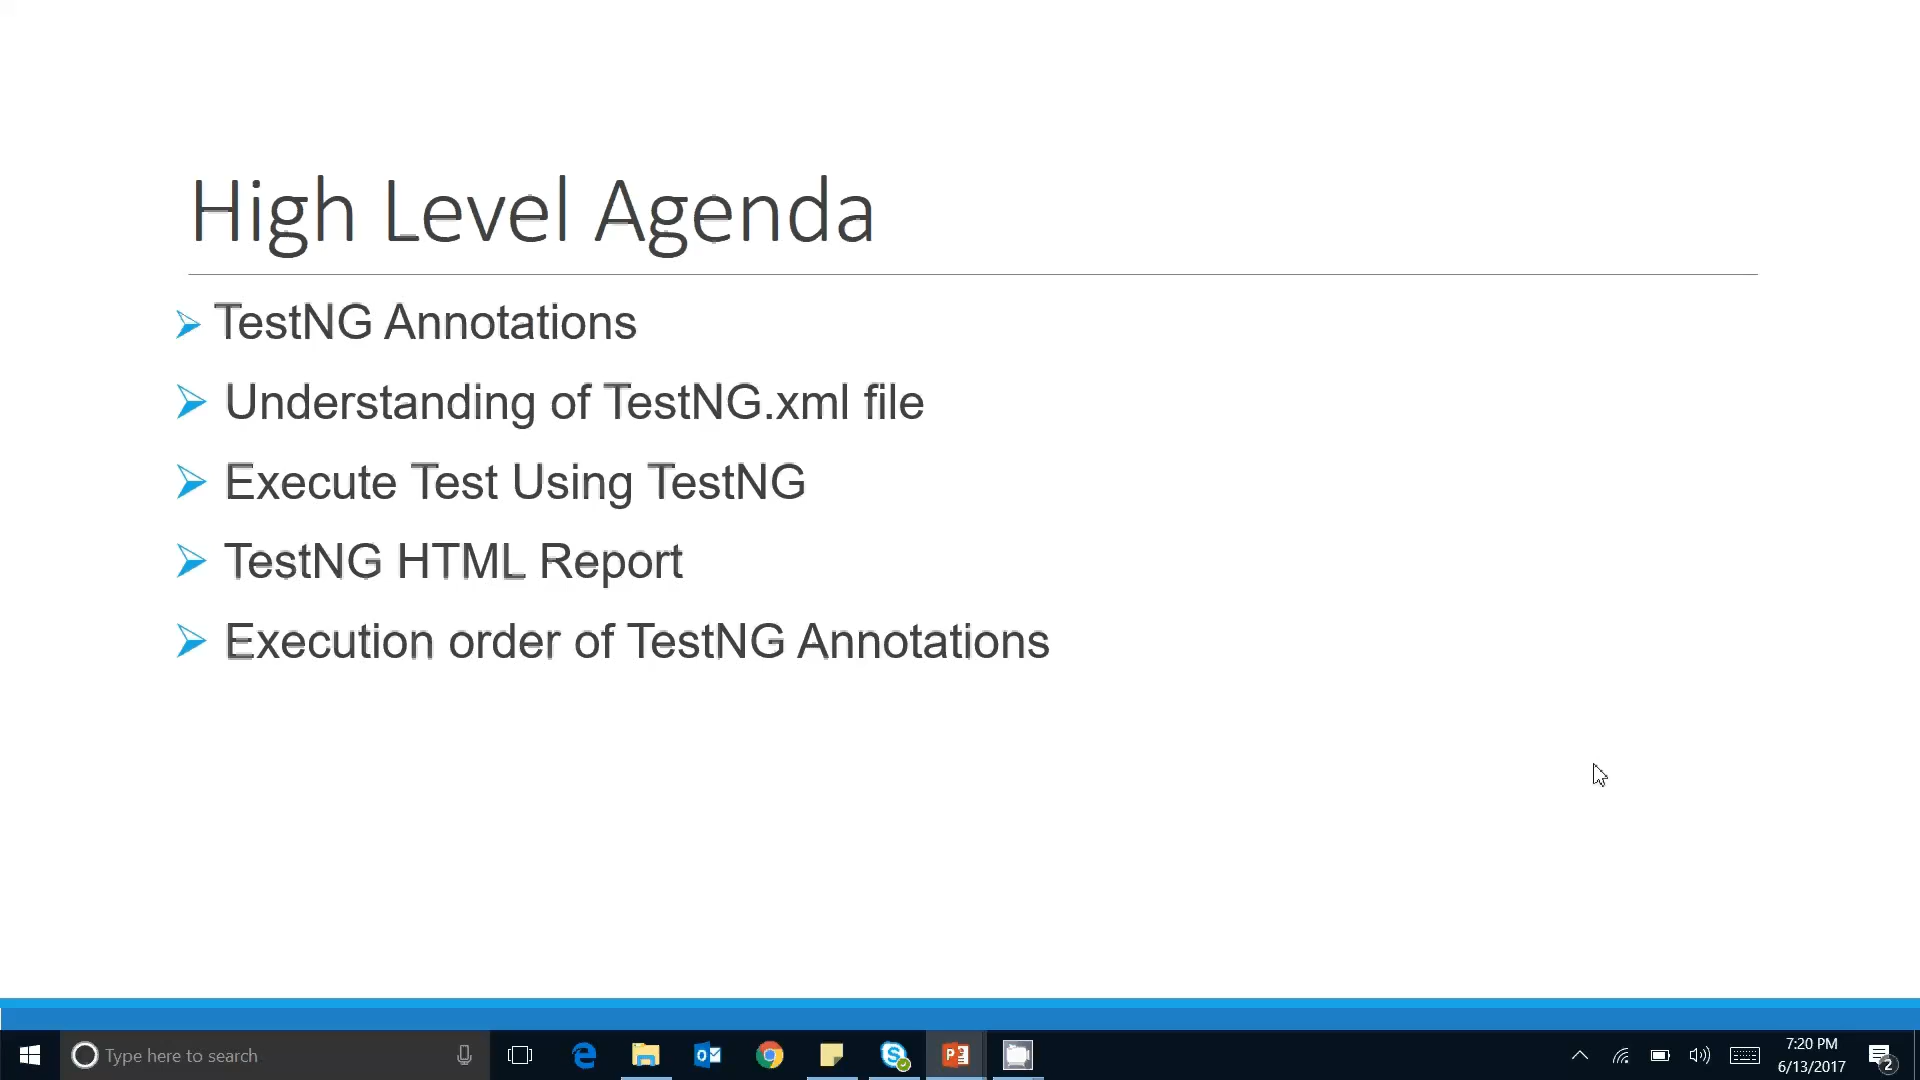 High Level Agenda
TestNG Annotations
Understanding of TestNG.xml file
Execute Test Using TestNG
TestNG HTML Report
Execution order of TestNG Annotations
Type here to search
7:20 PM
6/13/2017
2